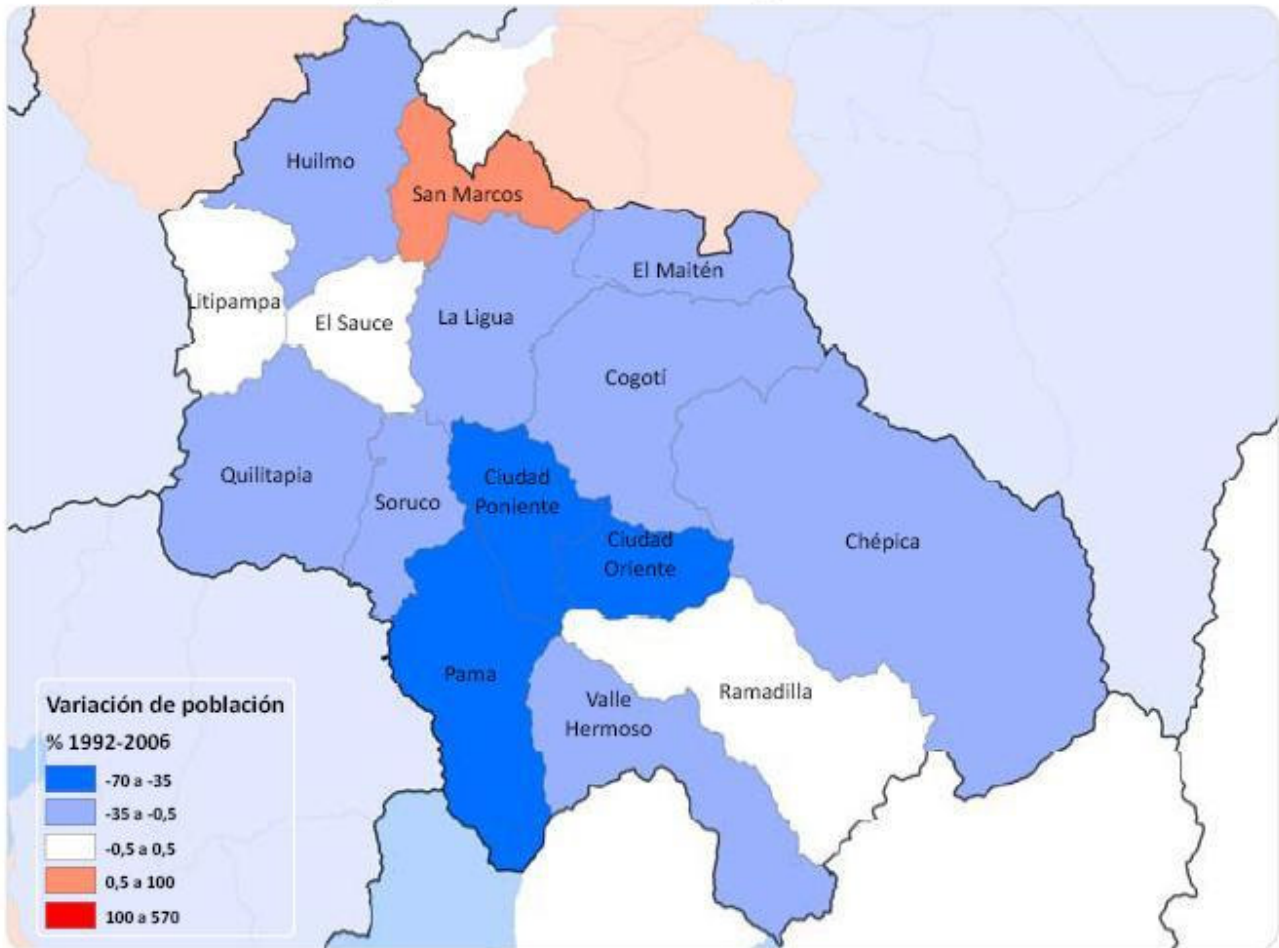 Huilmo
San Marcos
El Maitén
Litipampa
El Sauce
La Ligua
Cogotí
Quilitapia
Soruco
Ciudad
Poniente
Ciudad
Oriente
Chépica
Pama
Valle
Hermoso
Ramadilla
Variación de población
% 1992-2006
-70 a -35
-35 a -0,5
-0,5 a 0,5
0,5 a 100
100 a 570